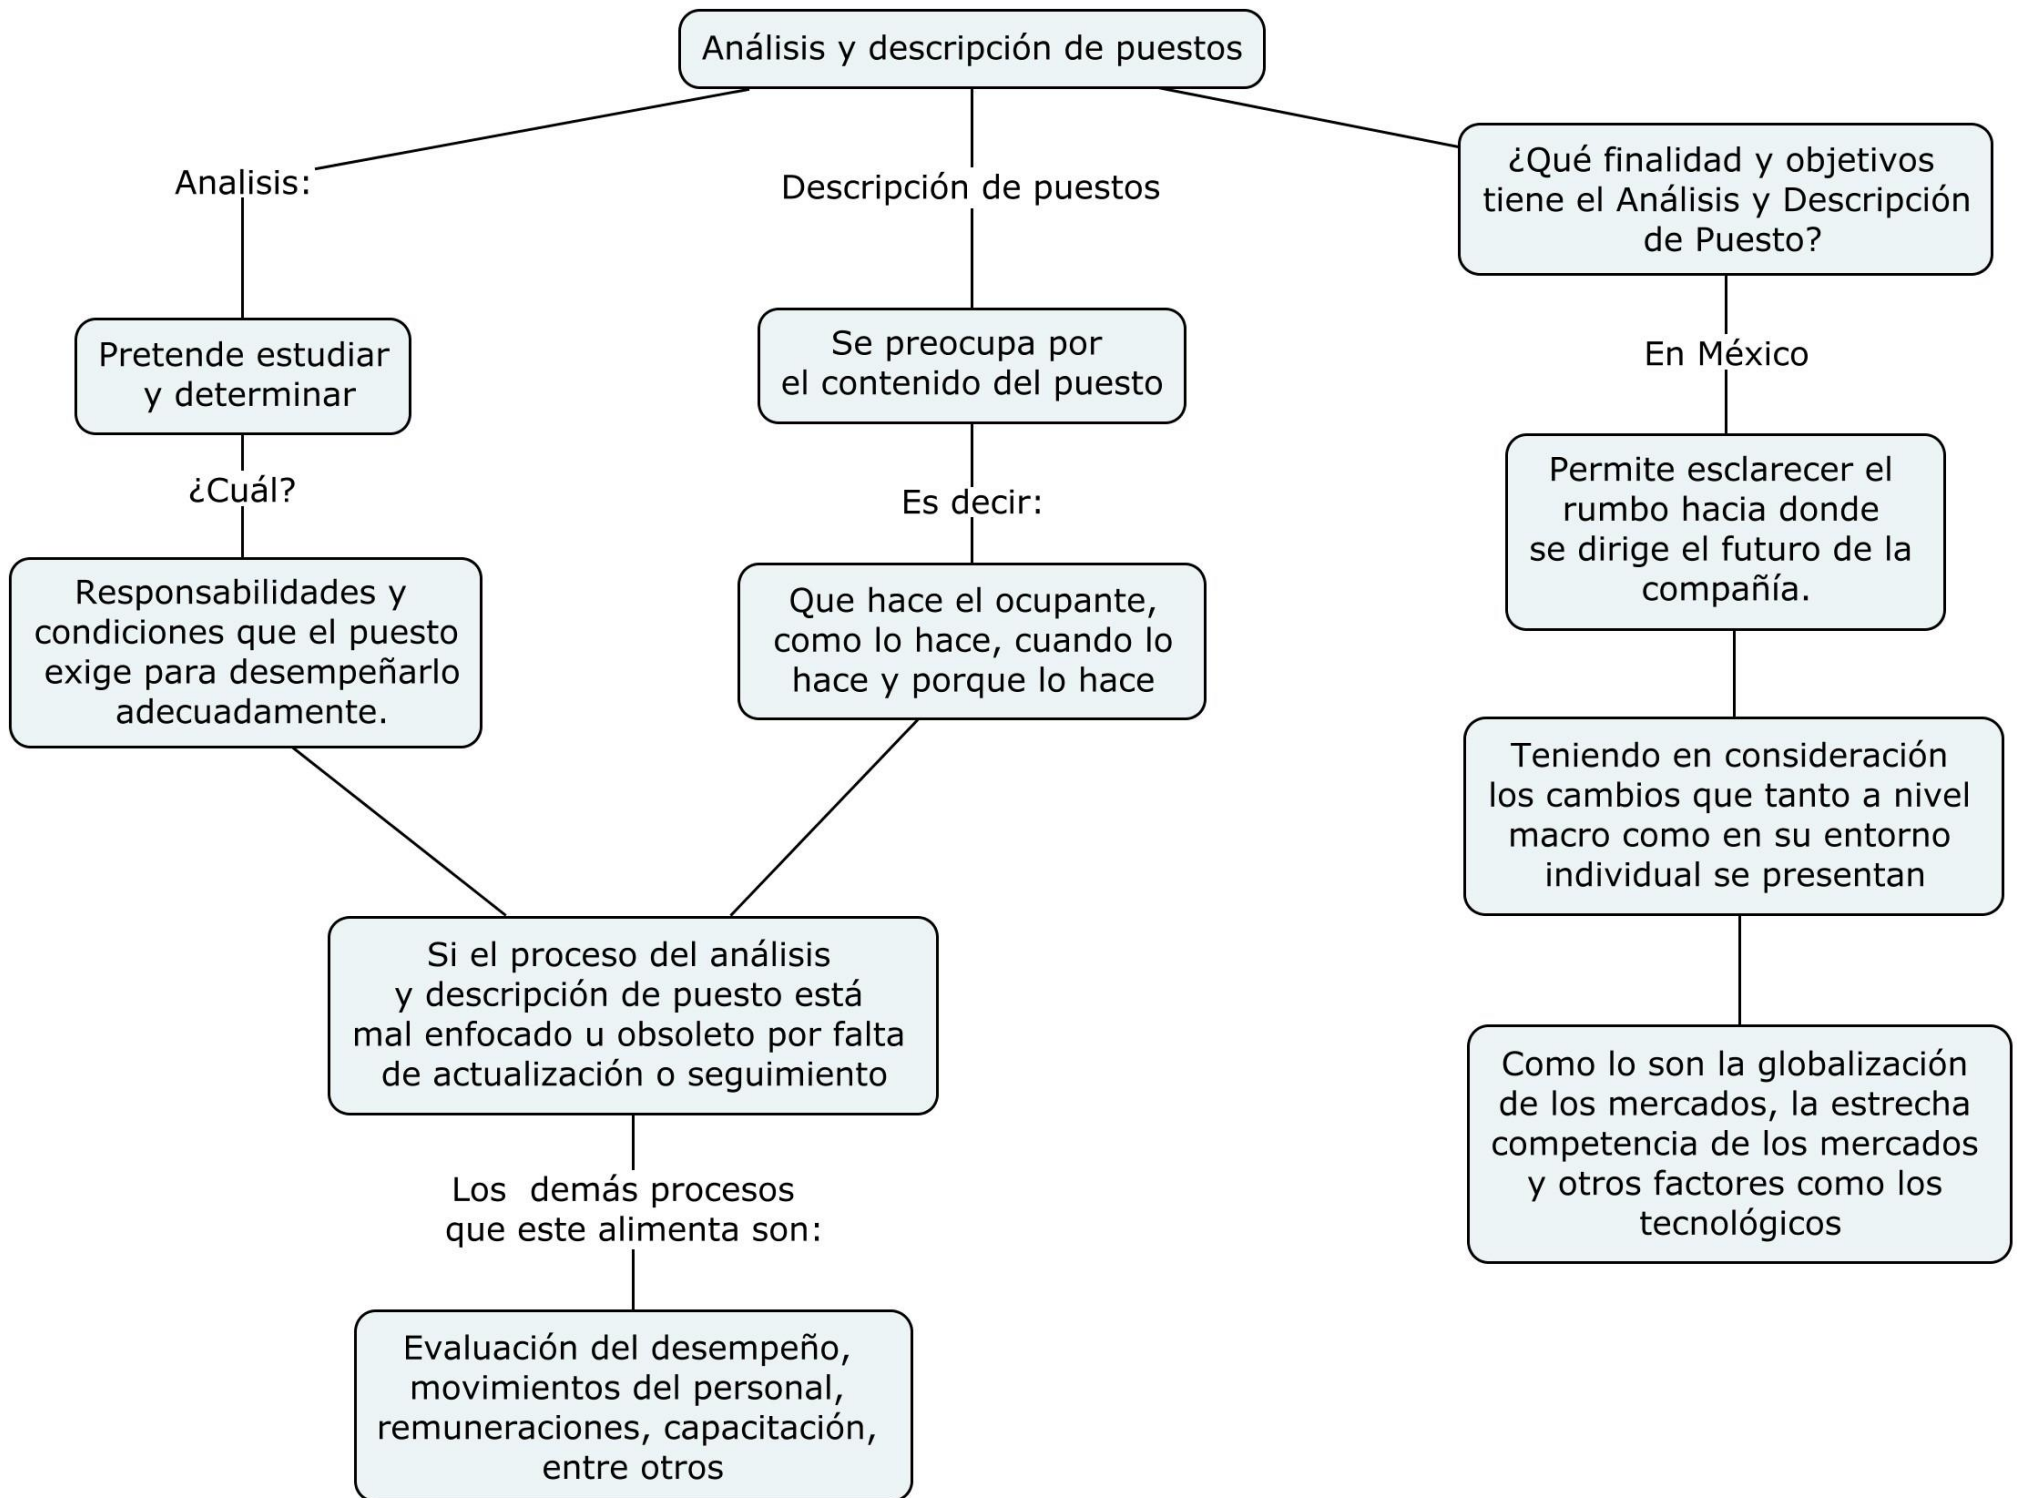 Análisis y descripción de puestos
Analisis:
Pretende estudiar
y determinar
¿Cuál?
Responsabilidades y
condiciones que el puesto
exige para desempeñarlo
adecuadamente.
Descripción de puestos
Se preocupa por
el contenido del puesto
Es decir:
Que hace el ocupante,
como lo hace, cuando lo
hace y porque lo hace
Si el proceso del análisis
y descripción de puesto está
mal enfocado u obsoleto por falta
de actualización o seguimiento
Los demás procesos
que este alimenta son:
Evaluación del desempeño,
movimientos del personal,
remuneraciones, capacitación,
entre otros
¿Qué finalidad y objetivos
tiene el Análisis y Descripción
de Puesto?
En México
Permite esclarecer el
rumbo hacia donde
se dirige el futuro de la
compañía.
Teniendo en consideración
los cambios que tanto a nivel
macro como en su entorno
individual se presentan
Como lo son la globalización
de los mercados, la estrecha
competencia de los mercados
y otros factores como los
tecnológicos